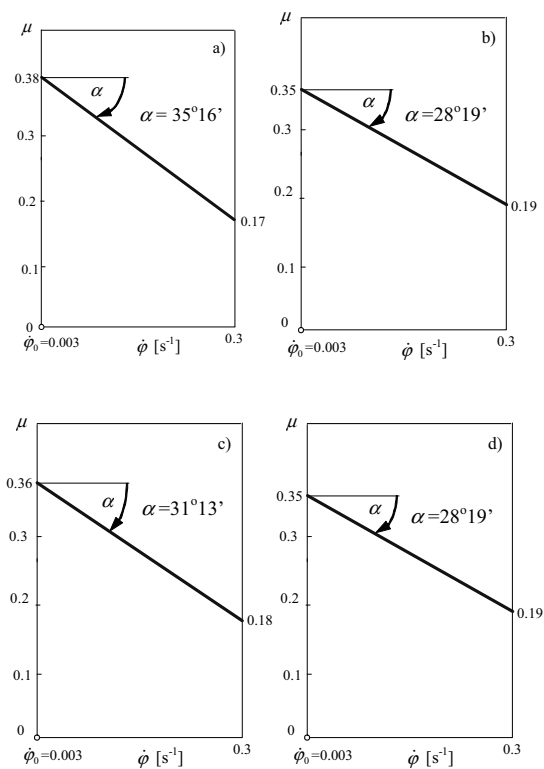 μ
a)
0.38
α
α = 35°16'
0.3
0.2
0.17
0.1
0
φ̇₀=0.003
φ̇ [s⁻¹]
0.3
b)
0.35
α
α=28°19'
0.3
0.2
0.19
0.1
0
φ̇₀=0.003
φ̇ [s⁻¹]
0.3
μ
c)
0.36
α
α=31°13'
0.3
0.2
0.18
0.1
0
φ̇₀=0.003
φ̇ [s⁻¹]
0.3
μ
d)
0.35
α
α=28°19'
0.3
0.2
0.19
0.1
0
φ̇₀=0.003
φ̇ [s⁻¹]
0.3